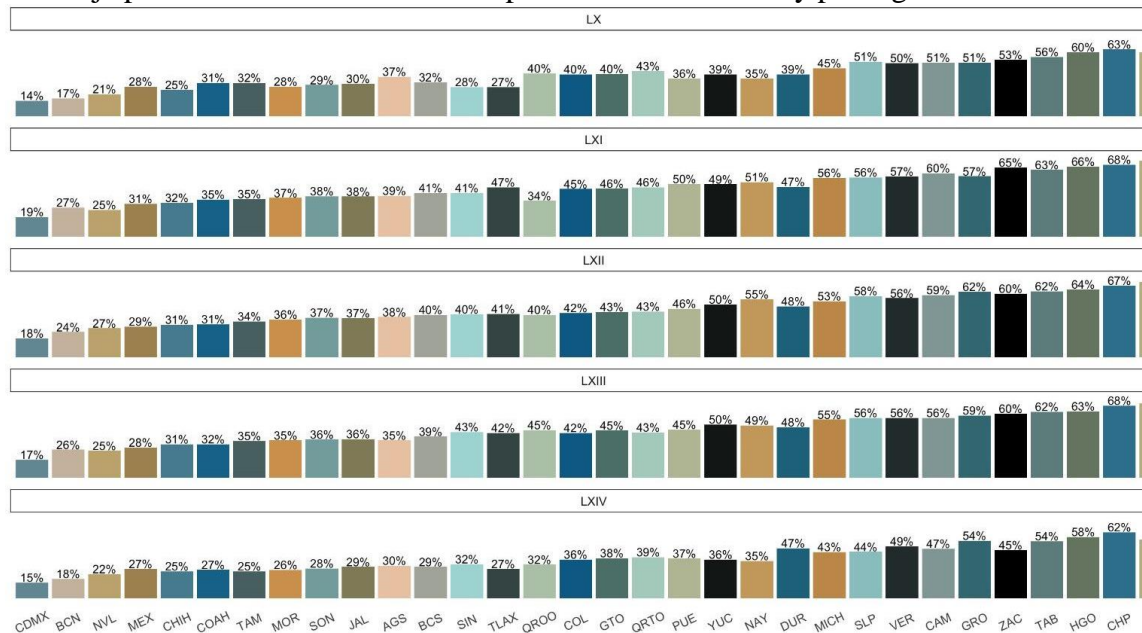 LX
14% 17% 21% 28% 25% 31% 32% 28% 29% 30% 37% 32% 28% 27% 40% 40% 40% 43% 36% 39% 35% 39% 45% 51% 50% 51% 51% 53% 56% 60% 63%
LXI
19% 27% 25% 31% 32% 35% 35% 37% 38% 38% 39% 41% 41% 47% 34% 45% 46% 46% 50% 49% 51% 47% 56% 56% 57% 60% 57% 65% 63% 66% 68%
LXII
18% 24% 27% 29% 31% 31% 34% 36% 37% 37% 38% 40% 40% 41% 40% 42% 43% 43% 46% 50% 55% 48% 53% 58% 56% 59% 62% 60% 62% 64% 67%
LXIII
17% 26% 25% 28% 31% 32% 35% 35% 36% 36% 35% 39% 43% 42% 45% 42% 45% 43% 45% 50% 49% 48% 55% 56% 56% 56% 59% 60% 62% 63% 68%
LXIV
15% 18% 22% 27% 25% 27% 25% 26% 28% 29% 30% 29% 32% 27% 32% 36% 38% 39% 37% 36% 35% 47% 43% 44% 49% 47% 54% 45% 54% 58% 62%
CDMX BCN NVL MEX CHIH COAH TAM MOR SON JAL AGS BCS SIN TLAX QROO COL GTO QRTO PUE YUC NAY DUR MICH SLP VER CAM GRO ZAC TAB HGO CHP